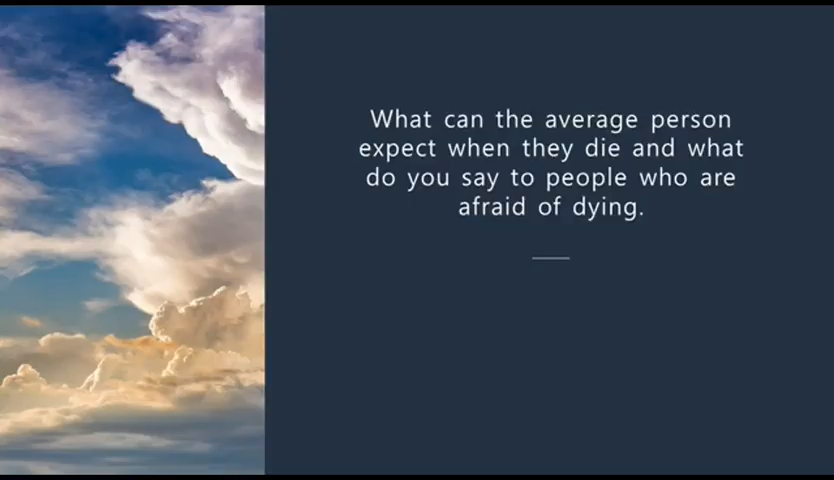 What can the average person
expect when they die and what
do you say to people who are
afraid of dying.